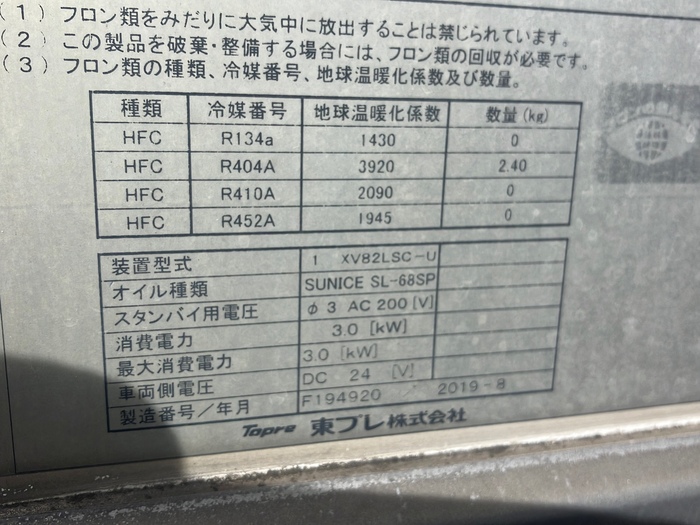 (1) フロン類をみだりに大気中に放出することは禁じられています。
(2) この製品を破棄・整備する場合には、フロン類の回収が必要です。
(3) フロン類の種類、冷媒番号、地球温暖化係数及び数量。
種類 冷媒番号 地球温暖化係数 数量(kg)
HFC R134a 1430 0
HFC R404A 3920 2.40
HFC R410A 2090 0
HFC R452A 1945 0
装置型式 1 XV82LSC-U
オイル種類 SUNICE SL-68SP
スタンバイ用電圧 φ3 AC 200 [V]
消費電力 3.0 [kW]
最大消費電力 3.0 [kW]
車両側電圧 DC 24 [V]
製造番号/年月 F194920 / 2019-8
Topre 東プレ株式会社